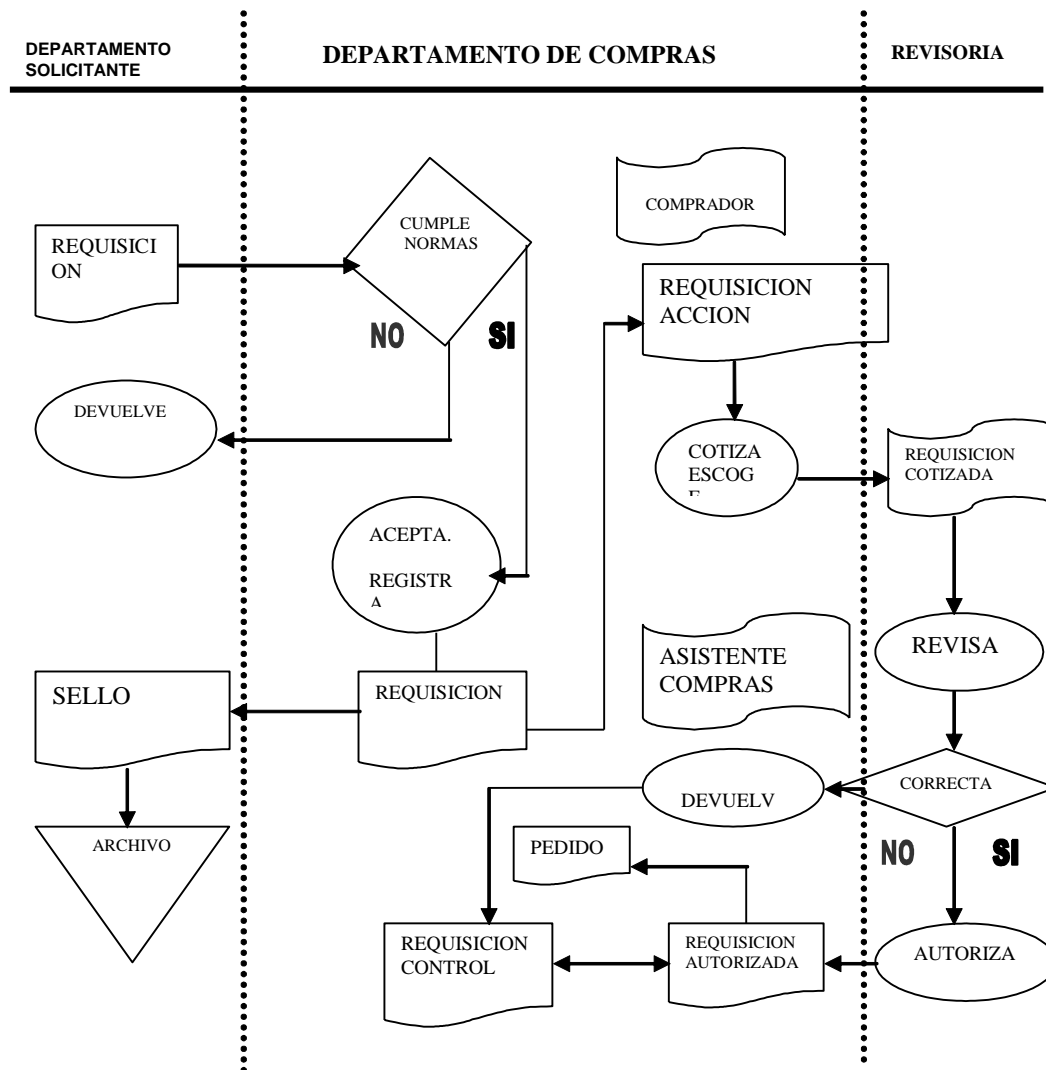 DEPARTAMENTO
SOLICITANTE
DEPARTAMENTO DE COMPRAS
REVISORIA
CUMPLE
NORMAS
COMPRADOR
REQUISICI
ON
REQUISICION
ACCION
NO
SI
DEVUELVE
COTIZA
ESCOG
REQUISICION
COTIZADA
ACEPTA.
REGISTR
A
ASISTENTE
COMPRAS
REVISA
SELLO
REQUISICION
DEVUELV
CORRECTA
ARCHIVO
PEDIDO
NO
SI
REQUISICION
CONTROL
REQUISICION
AUTORIZADA
AUTORIZA